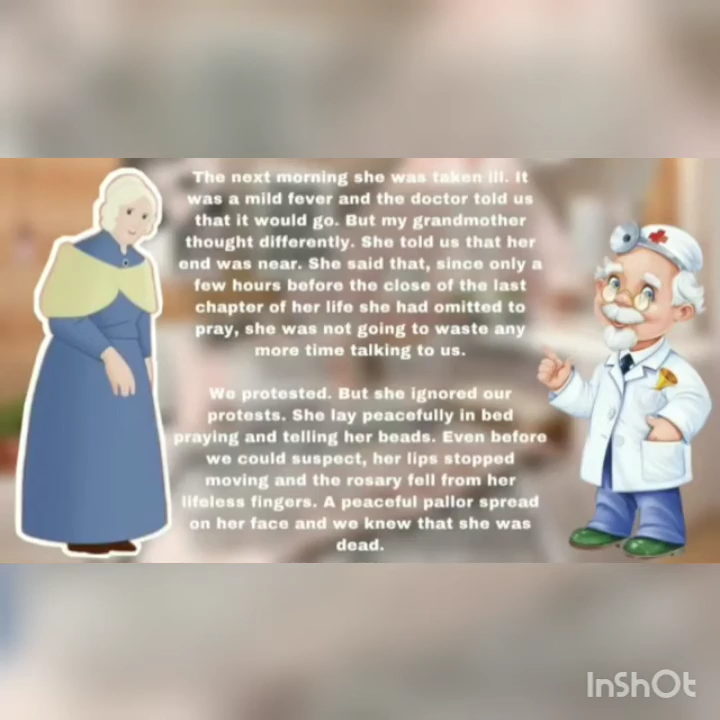 The next morning she was taken ill. It
was a mild fever and the doctor told us
that it would go. But my grandmother
thought differently. She told us that her
end was near. She said that, since only a
few hours before the close of the last
chapter of her life she had omitted to
pray, she was not going to waste any
more time talking to us.
We protested. But she ignored our
protests. She lay peacefully in bed
praying and telling her beads. Even before
we could suspect, her lips stopped
moving and the rosary fell from her
lifeless fingers. A peaceful pallor spread
on her face and we knew that she was
dead.
InShOt